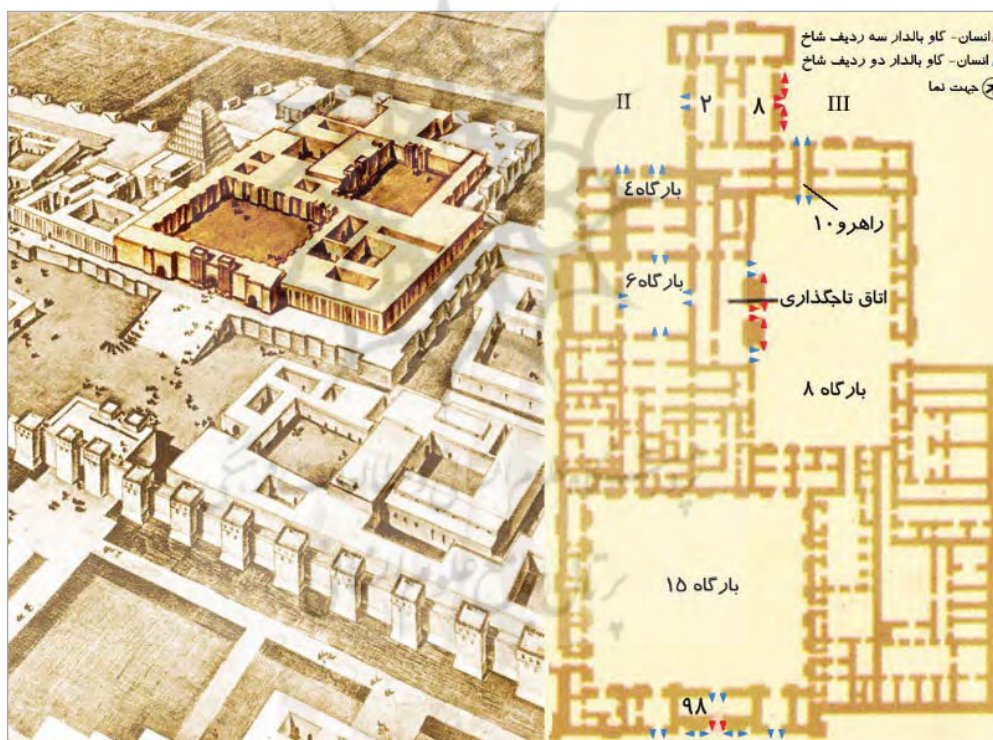 انسان- گاو بالدار سه ردیف شاخ
انسان- گاو بالدار دو ردیف شاخ
جهت نما
II
۲
۸
III
بارگاه ٤
راهرو ۱۰
بارگاه ۶
اتاق تاجگذاری
بارگاه ۸
بارگاه ۱۵
۹۸